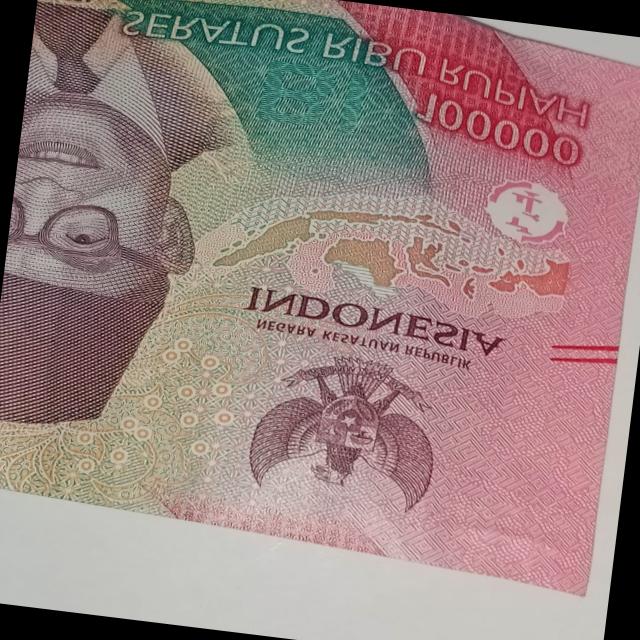 NEGARA KESATUAN REPUBLIK
INDONESIA
100000
SERATUS RIBU RUPIAH